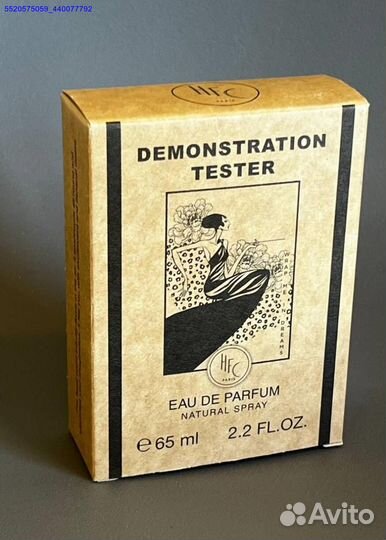 5520575059_440077792
HFC
PARIS
DEMONSTRATION
TESTER
WRAP ME IN DREAMS
HFC
PARIS
EAU DE PARFUM
NATURAL SPRAY
℮ 65 ml 2.2 FL.OZ.
Avito